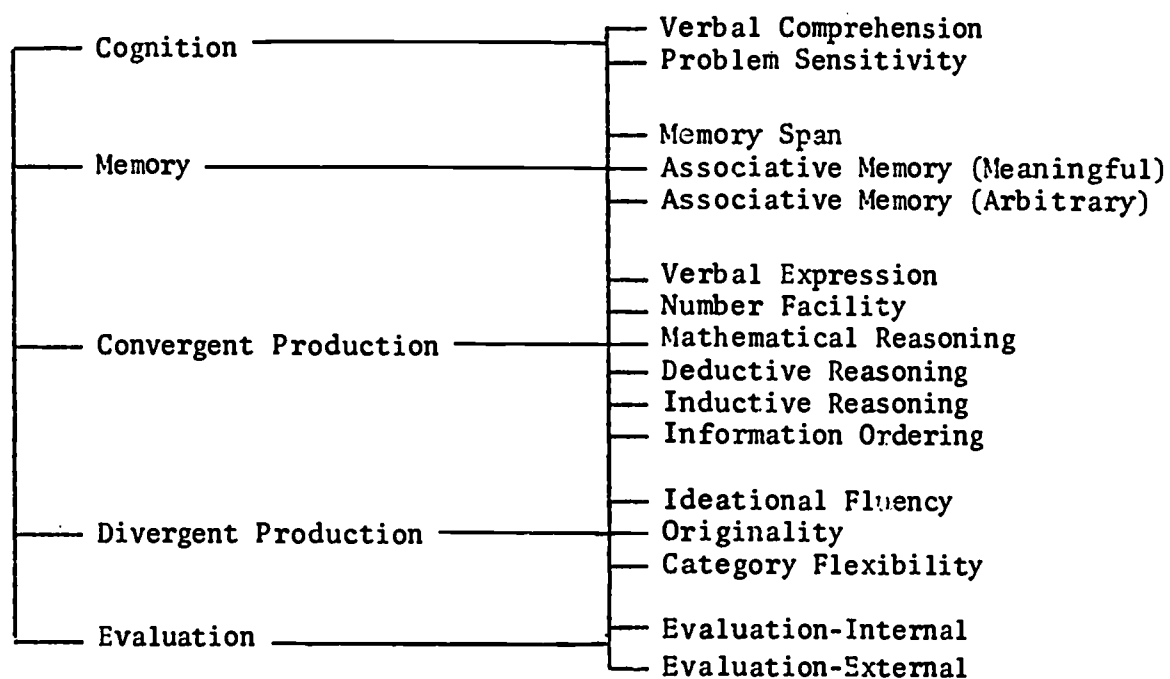 Cognition
Verbal Comprehension
Problem Sensitivity
Memory
Memory Span
Associative Memory (Meaningful)
Associative Memory (Arbitrary)
Convergent Production
Verbal Expression
Number Facility
Mathematical Reasoning
Deductive Reasoning
Inductive Reasoning
Information Ordering
Divergent Production
Ideational Fluency
Originality
Category Flexibility
Evaluation
Evaluation-Internal
Evaluation-External